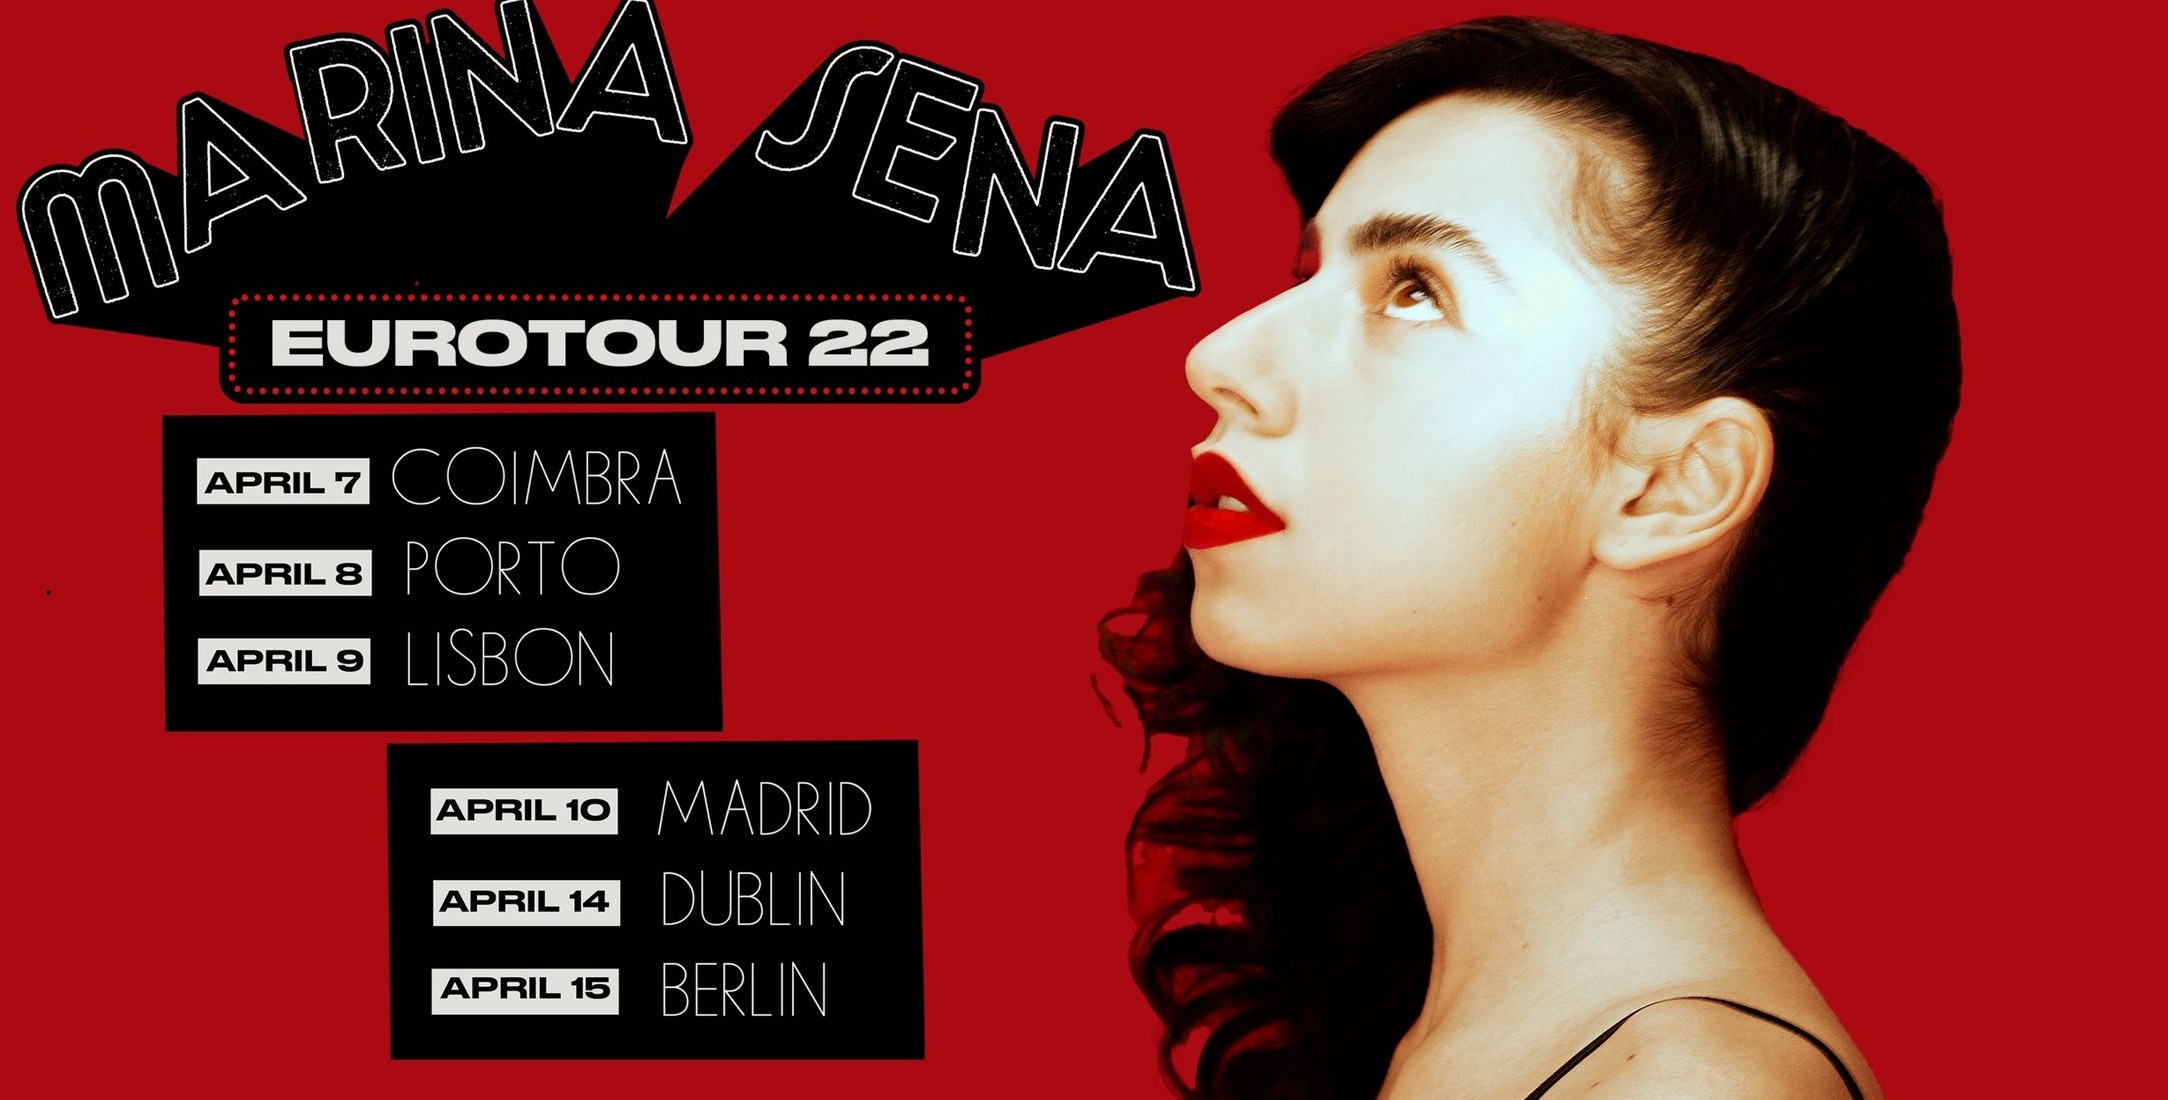 MARINA SENA
EUROTOUR 22
APRIL 7 COIMBRA
APRIL 8 PORTO
APRIL 9 LISBON
APRIL 10 MADRID
APRIL 14 DUBLIN
APRIL 15 BERLIN